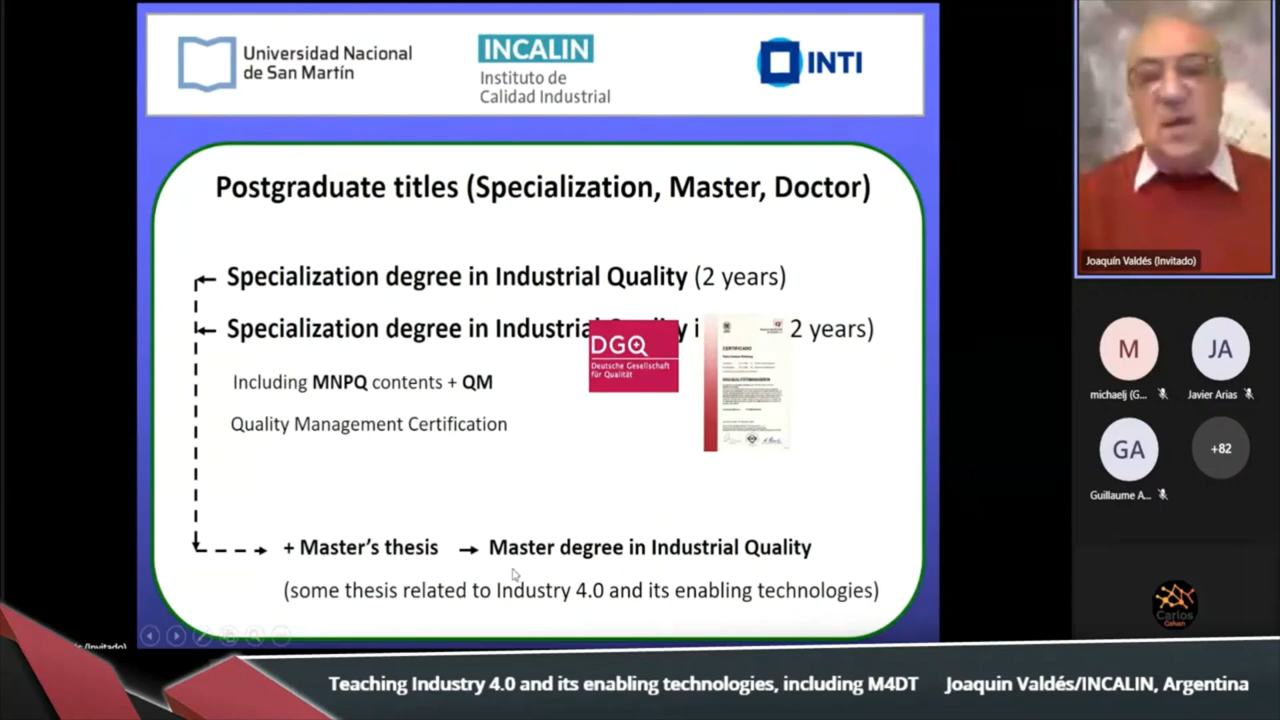 Universidad Nacional
de San Martín
INCALIN
Instituto de
Calidad Industrial
INTI
Postgraduate titles (Specialization, Master, Doctor)
Specialization degree in Industrial Quality (2 years)
Specialization degree in Industrial y i 2 years)
DGQ
Deutsche Gesellschaft
für Qualität
CERTIFICADO
Including MNPQ contents + QM
Quality Management Certification
+ Master's thesis → Master degree in Industrial Quality
(some thesis related to Industry 4.0 and its enabling technologies)
Joaquín Valdés (Invitado)
M
JA
michaelj (G...
Javier Arias
GA
+82
Guillaume A...
Carlos
Galvan
s (Invitado)
Teaching Industry 4.0 and its enabling technologies, including M4DT
Joaquin Valdés/INCALIN, Argentina